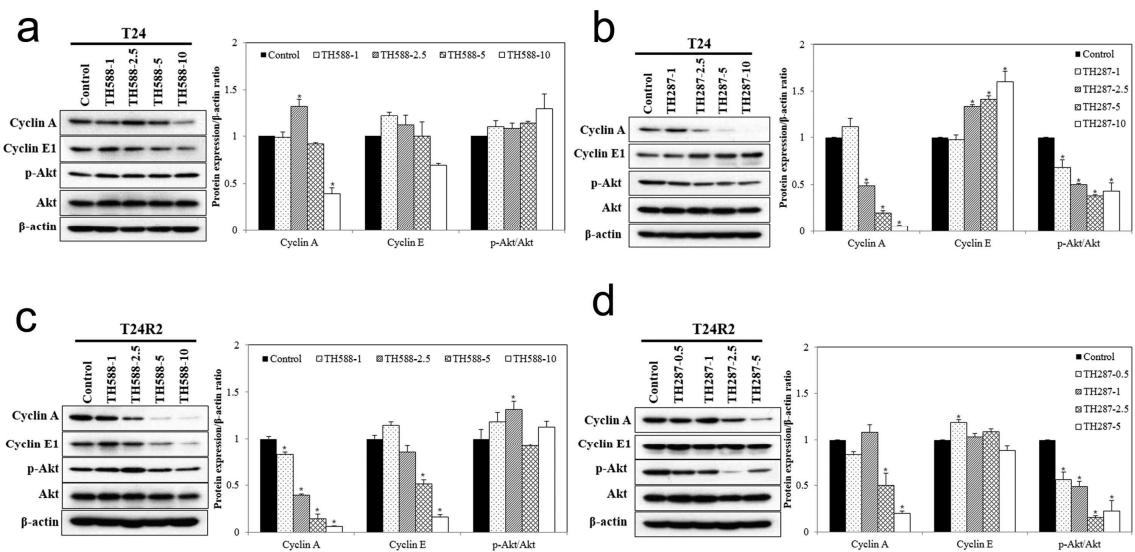 a
T24
Control
TH588-1
TH588-2.5
TH588-5
TH588-10
Cyclin A
Cyclin E1
p-Akt
Akt
β-actin
Protein expression/β-actin ratio
2
1.5
1
0.5
0
Control TH588-1 TH588-2.5 TH588-5 TH588-10
* *
Cyclin A Cyclin E p-Akt/Akt
b
T24
Control
TH287-1
TH287-2.5
TH287-5
TH287-10
Cyclin A
Cyclin E1
p-Akt
Akt
β-actin
Protein expression/β-actin ratio
2
1.5
1
0.5
0
Control
TH287-1
TH287-2.5
TH287-5
TH287-10
* * * * * * * * * *
Cyclin A Cyclin E p-Akt/Akt
c
T24R2
Control
TH588-1
TH588-2.5
TH588-5
TH588-10
Cyclin A
Cyclin E1
p-Akt
Akt
β-actin
Protein expression/β-actin ratio
2
1.5
1
0.5
0
Control TH588-1 TH588-2.5 TH588-5 TH588-10
* * * * * * *
Cyclin A Cyclin E p-Akt/Akt
d
T24R2
Control
TH287-0.5
TH287-1
TH287-2.5
TH287-5
Cyclin A
Cyclin E1
p-Akt
Akt
β-actin
Protein expression/β-actin ratio
2
1.5
1
0.5
0
Control
TH287-0.5
TH287-1
TH287-2.5
TH287-5
* * * * * * *
Cyclin A Cyclin E p-Akt/Akt